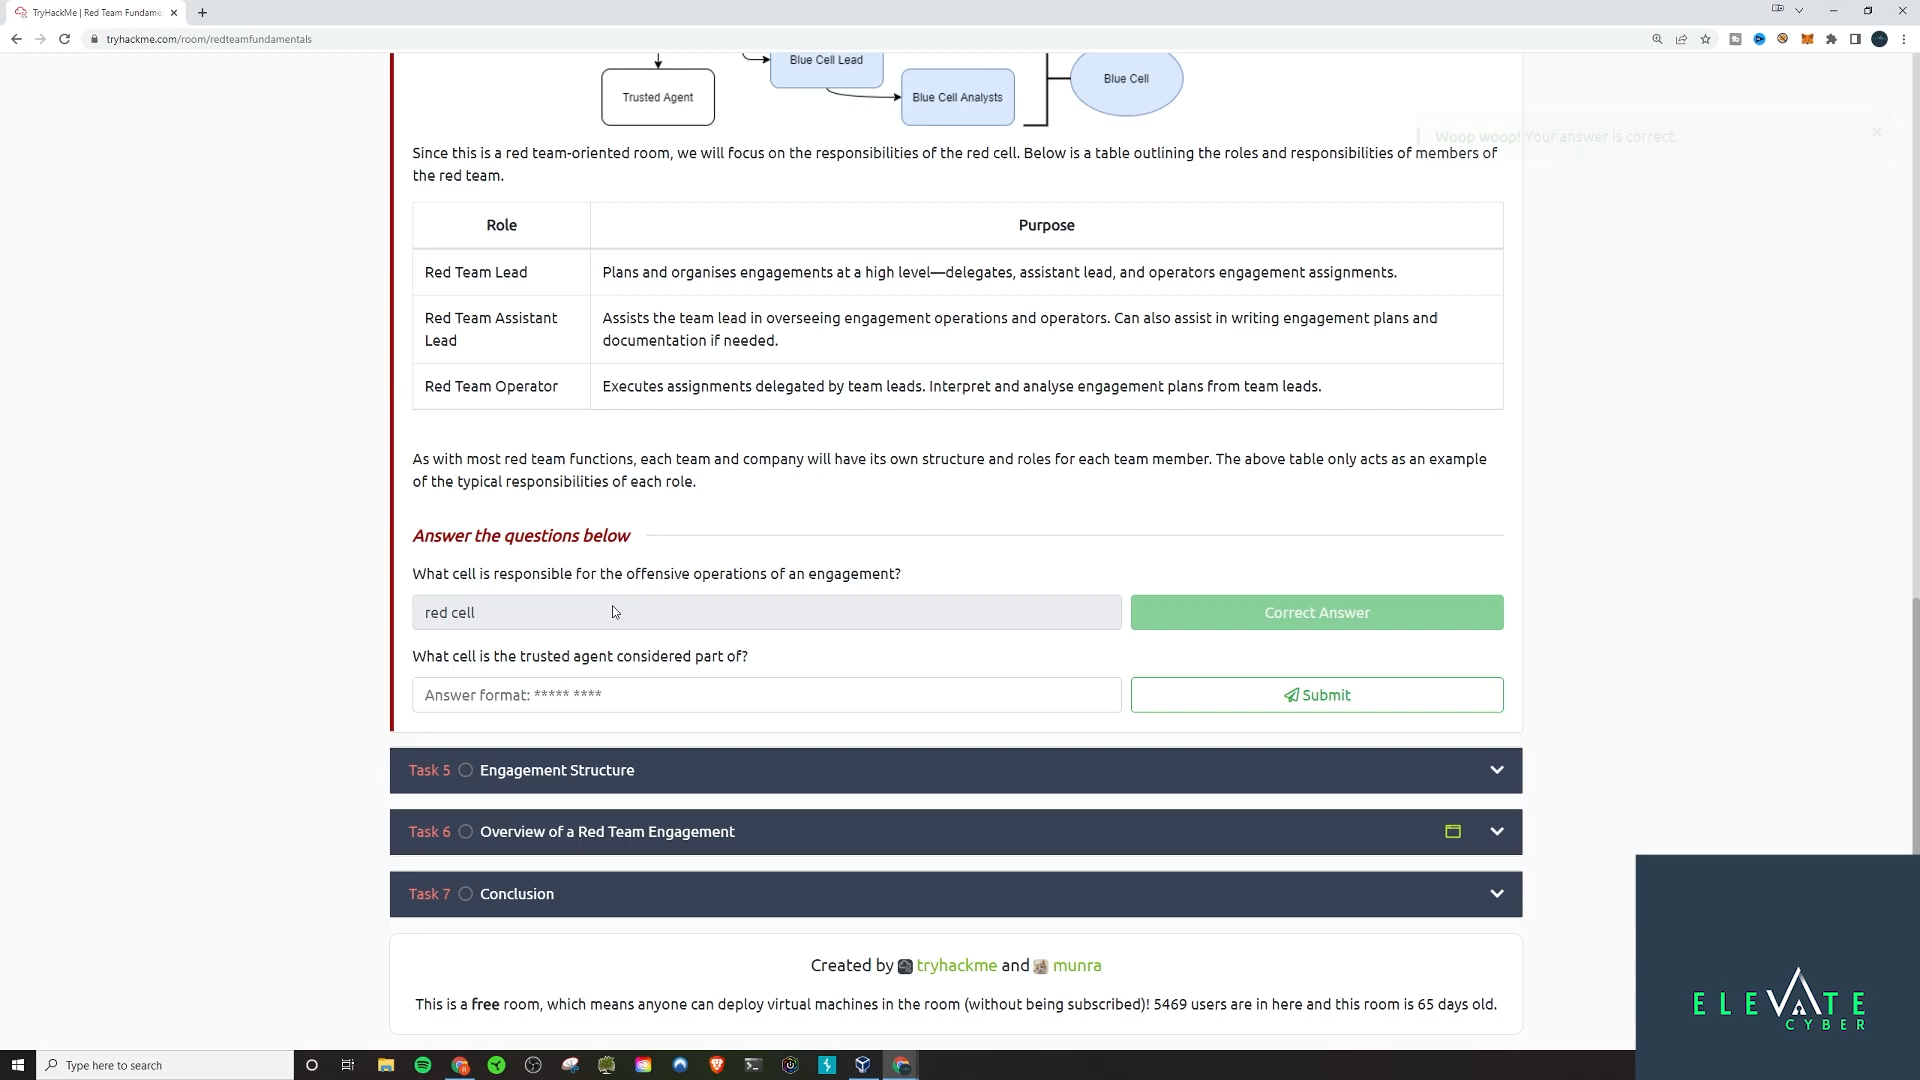 TryHackMe | Red Team Fundame
tryhackme.com/room/redteamfundamentals
Blue Cell Lead
Trusted Agent
Blue Cell Analysts
Blue Cell
Woop woop! Your answer is correct.
Since this is a red team-oriented room, we will focus on the responsibilities of the red cell. Below is a table outlining the roles and responsibilities of members of
the red team.
Role
Purpose
Red Team Lead
Plans and organises engagements at a high level—delegates, assistant lead, and operators engagement assignments.
Red Team Assistant
Lead
Assists the team lead in overseeing engagement operations and operators. Can also assist in writing engagement plans and
documentation if needed.
Red Team Operator
Executes assignments delegated by team leads. Interpret and analyse engagement plans from team leads.
As with most red team functions, each team and company will have its own structure and roles for each team member. The above table only acts as an example
of the typical responsibilities of each role.
Answer the questions below
What cell is responsible for the offensive operations of an engagement?
red cell
Correct Answer
What cell is the trusted agent considered part of?
Answer format: ***** ****
Submit
Task 5 Engagement Structure
Task 6 Overview of a Red Team Engagement
Task 7 Conclusion
Created by tryhackme and munra
This is a free room, which means anyone can deploy virtual machines in the room (without being subscribed)! 5469 users are in here and this room is 65 days old.
ELEVATE
CYBER
Type here to search